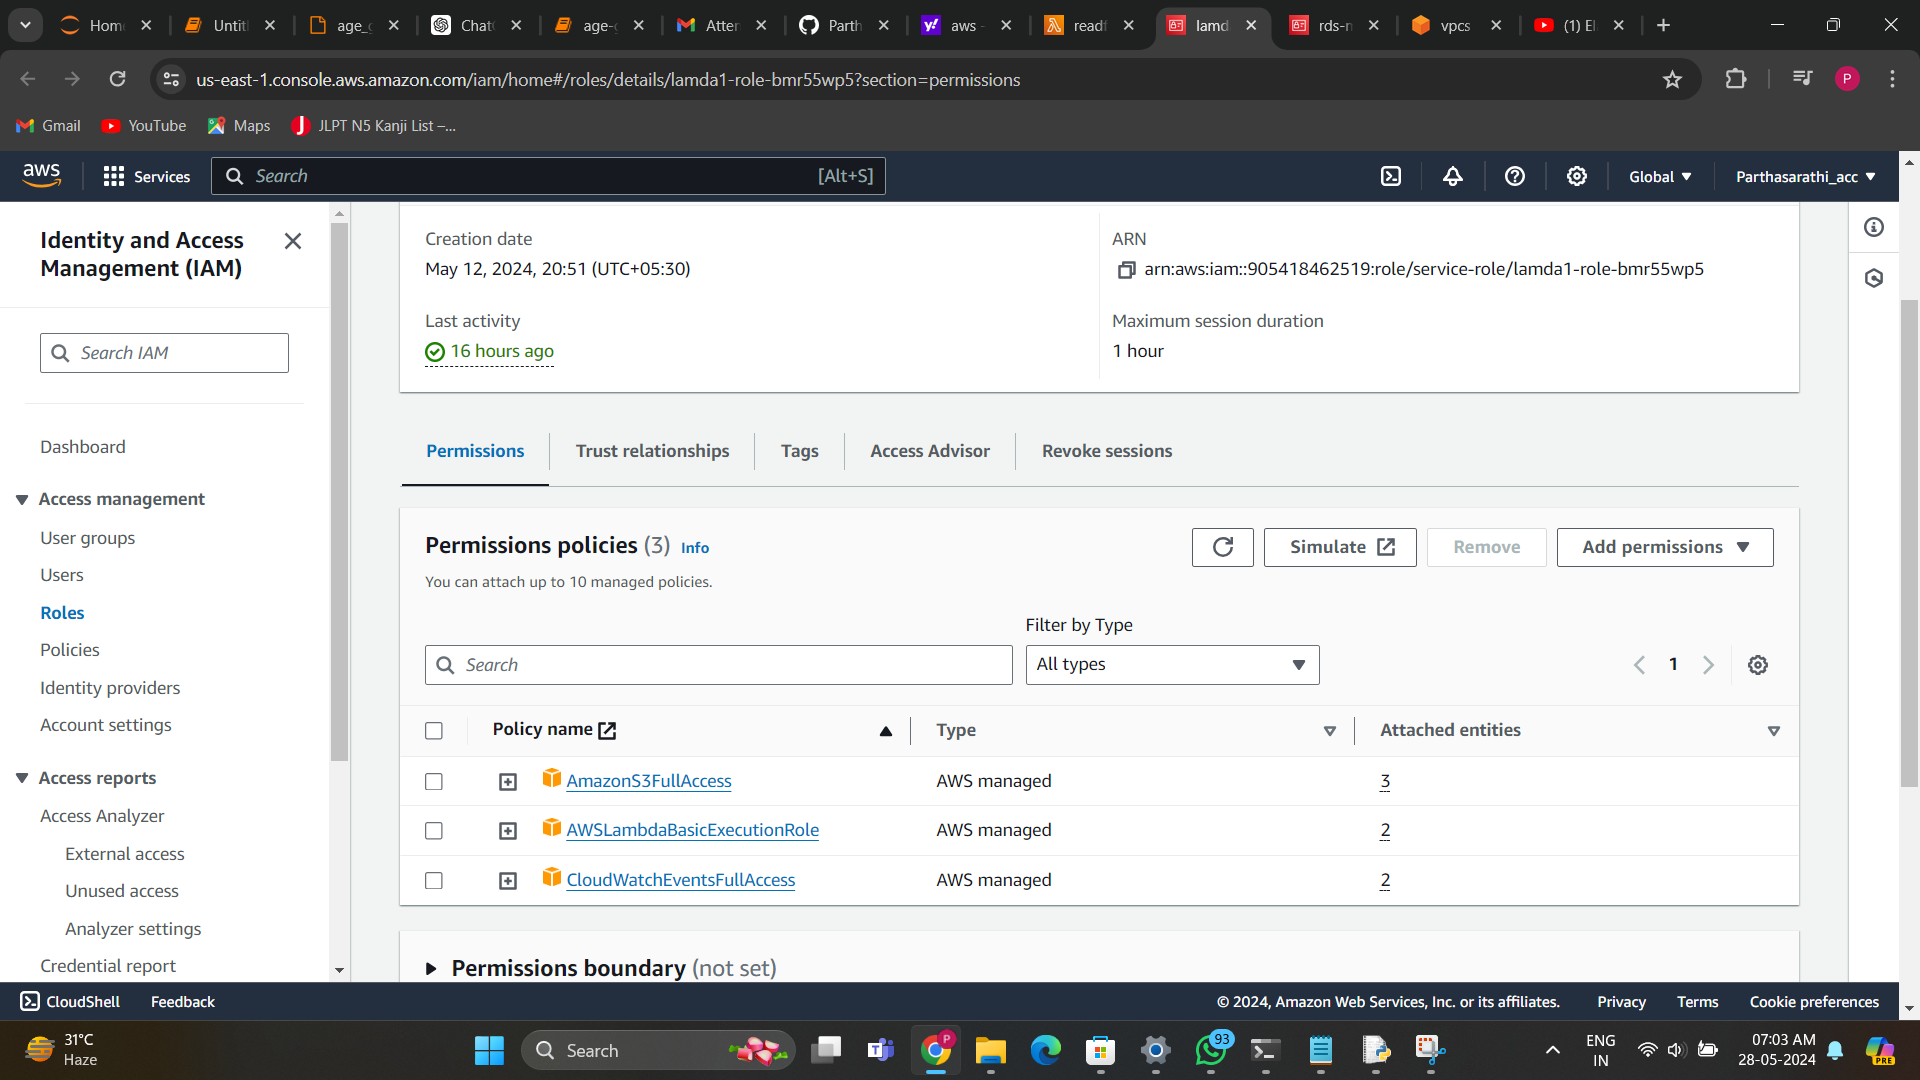 Home
Untit
age_g
ChatG
age-g
Atten
Parth
aws -
readf
lamd
rds-n
vpcs
(1) El
us-east-1.console.aws.amazon.com/iam/home#/roles/details/lamda1-role-bmr55wp5?section=permissions
P
Gmail
YouTube
Maps
JLPT N5 Kanji List –...
aws
Services
Search
[Alt+S]
Global
Parthasarathi_acc
Identity and Access
Management (IAM)
Search IAM
Dashboard
Access management
User groups
Users
Roles
Policies
Identity providers
Account settings
Access reports
Access Analyzer
External access
Unused access
Analyzer settings
Credential report
Creation date
May 12, 2024, 20:51 (UTC+05:30)
ARN
arn:aws:iam::905418462519:role/service-role/lamda1-role-bmr55wp5
Last activity
16 hours ago
Maximum session duration
1 hour
Permissions
Trust relationships
Tags
Access Advisor
Revoke sessions
Permissions policies (3) Info
You can attach up to 10 managed policies.
Simulate
Remove
Add permissions
Filter by Type
Search
All types
1
Policy name
Type
Attached entities
AmazonS3FullAccess
AWS managed
3
AWSLambdaBasicExecutionRole
AWS managed
2
CloudWatchEventsFullAccess
AWS managed
2
Permissions boundary (not set)
CloudShell
Feedback
© 2024, Amazon Web Services, Inc. or its affiliates.
Privacy
Terms
Cookie preferences
31°C
Haze
Search
P
93
ENG
IN
07:03 AM
28-05-2024
PRE